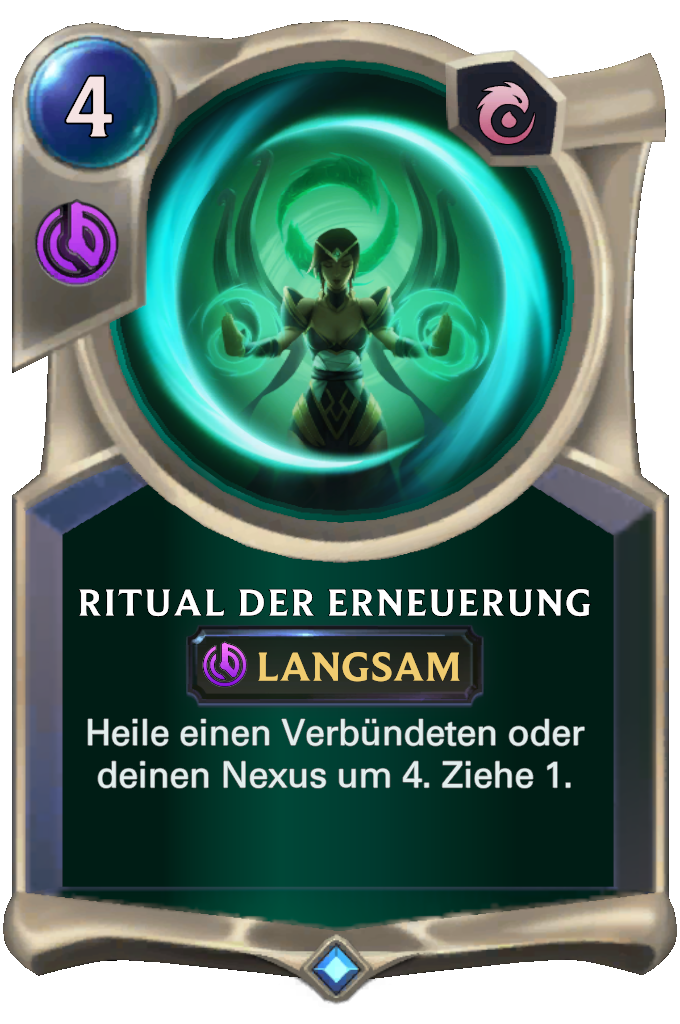 4
RITUAL DER ERNEUERUNG
LANGSAM
Heile einen Verbündeten oder
deinen Nexus um 4. Ziehe 1.